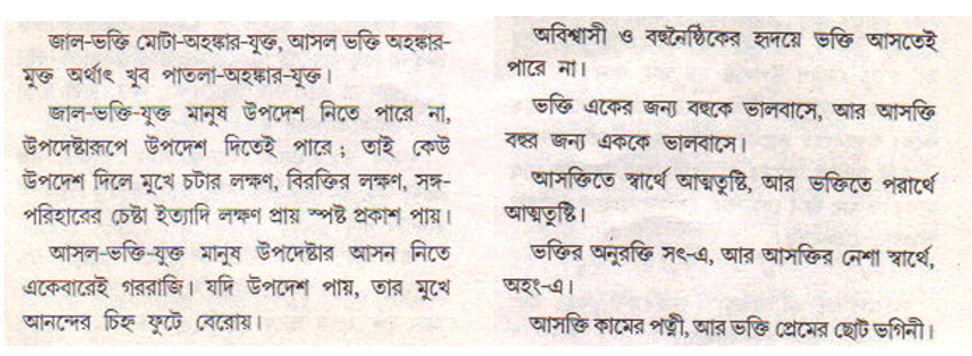 জাল-ভক্তি মোটা-অহঙ্কার-যুক্ত, আসল ভক্তি অহঙ্কার-
মুক্ত অর্থাৎ খুব পাতলা-অহঙ্কার-যুক্ত।
জাল-ভক্তি-যুক্ত মানুষ উপদেশ নিতে পারে না,
উপদেষ্টারূপে উপদেশ দিতেই পারে ; তাই কেউ
উপদেশ দিলে মুখে চটার লক্ষণ, বিরক্তির লক্ষণ, সঙ্গ-
পরিহারের চেষ্টা ইত্যাদি লক্ষণ প্রায় স্পষ্ট প্রকাশ পায়।
আসল-ভক্তি-যুক্ত মানুষ উপদেষ্টার আসন নিতে
একেবারেই গররাজি। যদি উপদেশ পায়, তার মুখে
আনন্দের চিহ্ন ফুটে বেরোয়।
অবিশ্বাসী ও বহুনৈষ্ঠিকের হৃদয়ে ভক্তি আসতেই
পারে না।
ভক্তি একের জন্য বহুকে ভালবাসে, আর আসক্তি
বহুর জন্য এককে ভালবাসে।
আসক্তিতে স্বার্থে আত্মতুষ্টি, আর ভক্তিতে পরার্থে
আত্মতুষ্টি।
ভক্তির অনুরক্তি সৎ-এ, আর আসক্তির নেশা স্বার্থে,
অহং-এ।
আসক্তি কামের পত্নী, আর ভক্তি প্রেমের ছোট ভগিনী।